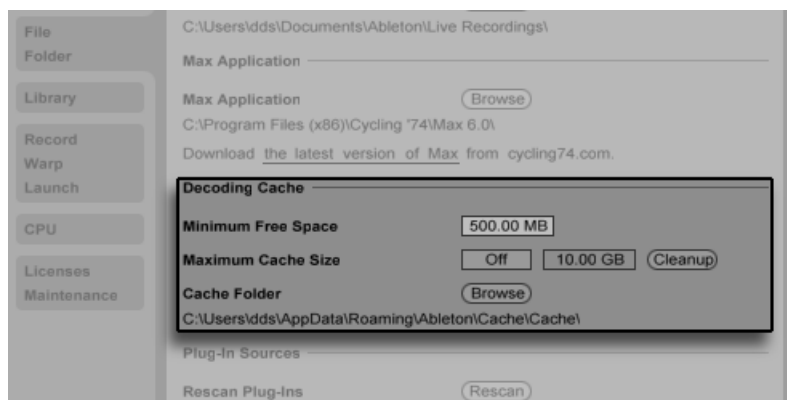 File
Folder
Library
Record
Warp
Launch
CPU
Licenses
Maintenance
C:\Users\dds\Documents\Ableton\Live Recordings\
Max Application
Max Application Browse
C:\Program Files (x86)\Cycling '74\Max 6.0\
Download the latest version of Max from cycling74.com.
Decoding Cache
Minimum Free Space 500.00 MB
Maximum Cache Size Off 10.00 GB Cleanup
Cache Folder Browse
C:\Users\dds\AppData\Roaming\Ableton\Cache\Cache\
Plug-In Sources
Rescan Plug-Ins Rescan